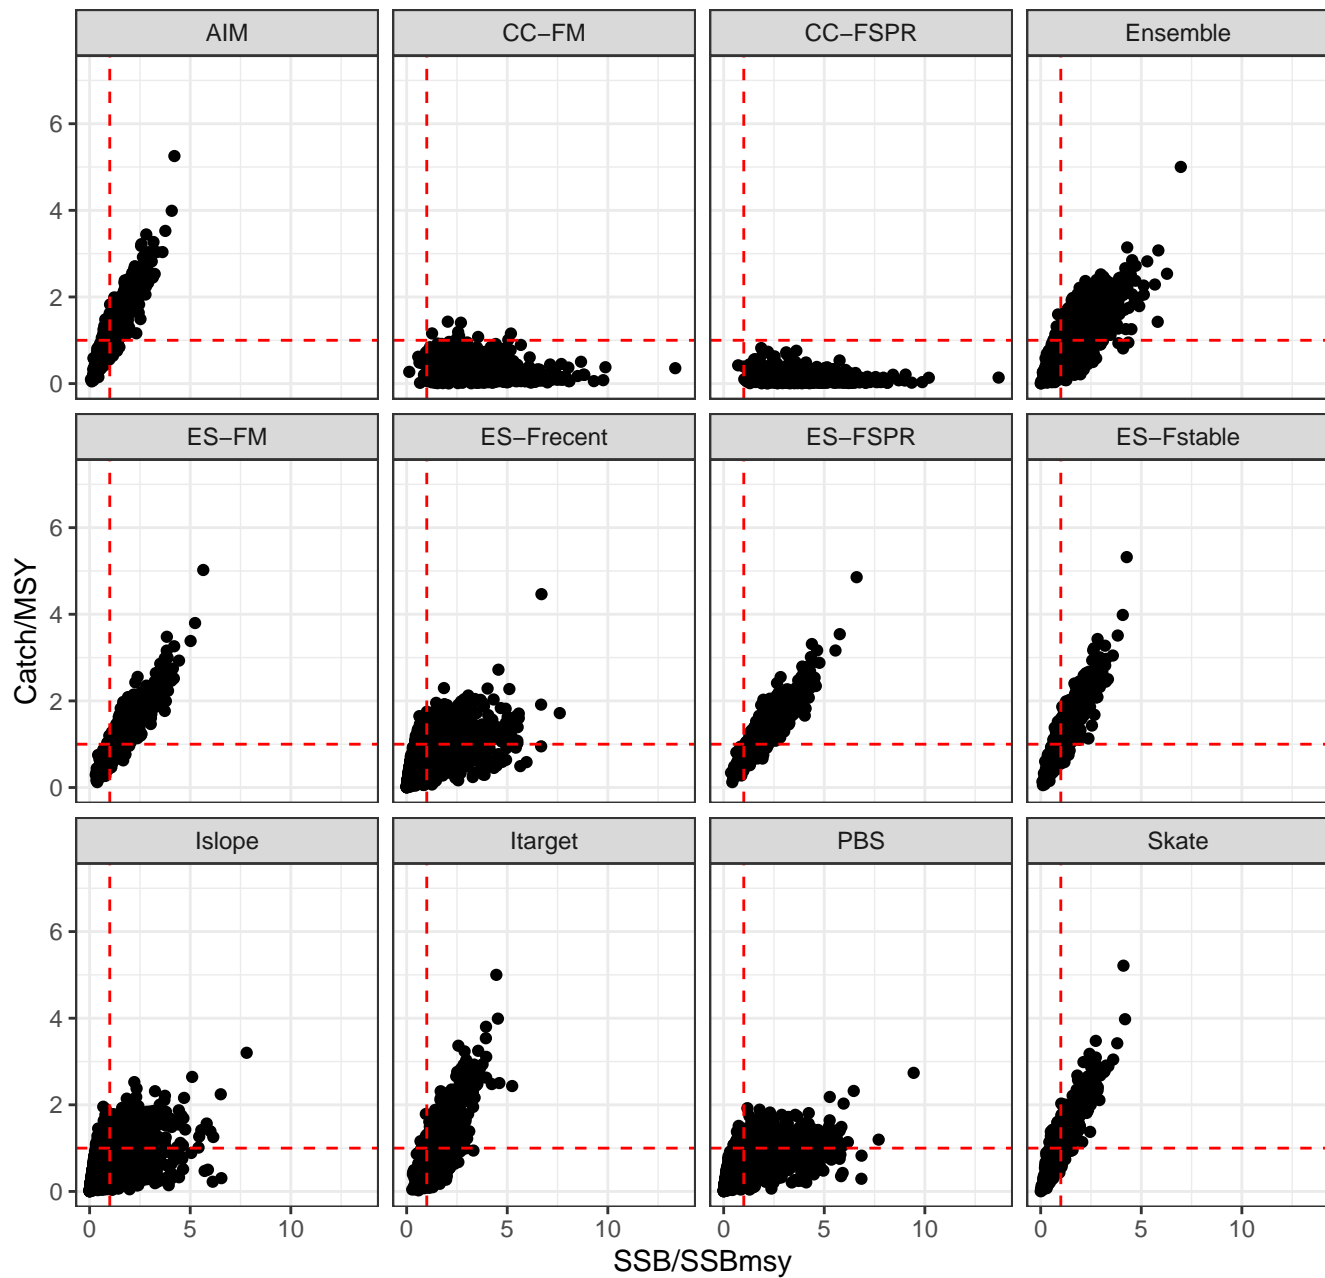 AIM CC−FM CC−FSPR Ensemble
6
4
2
0
ES−FM ES−Frecent ES−FSPR ES−Fstable
6
4
2
0
Catch/MSY
Islope Itarget PBS Skate
6
4
2
0
0 5 10 0 5 10 0 5 10 0 5 10
SSB/SSBmsy